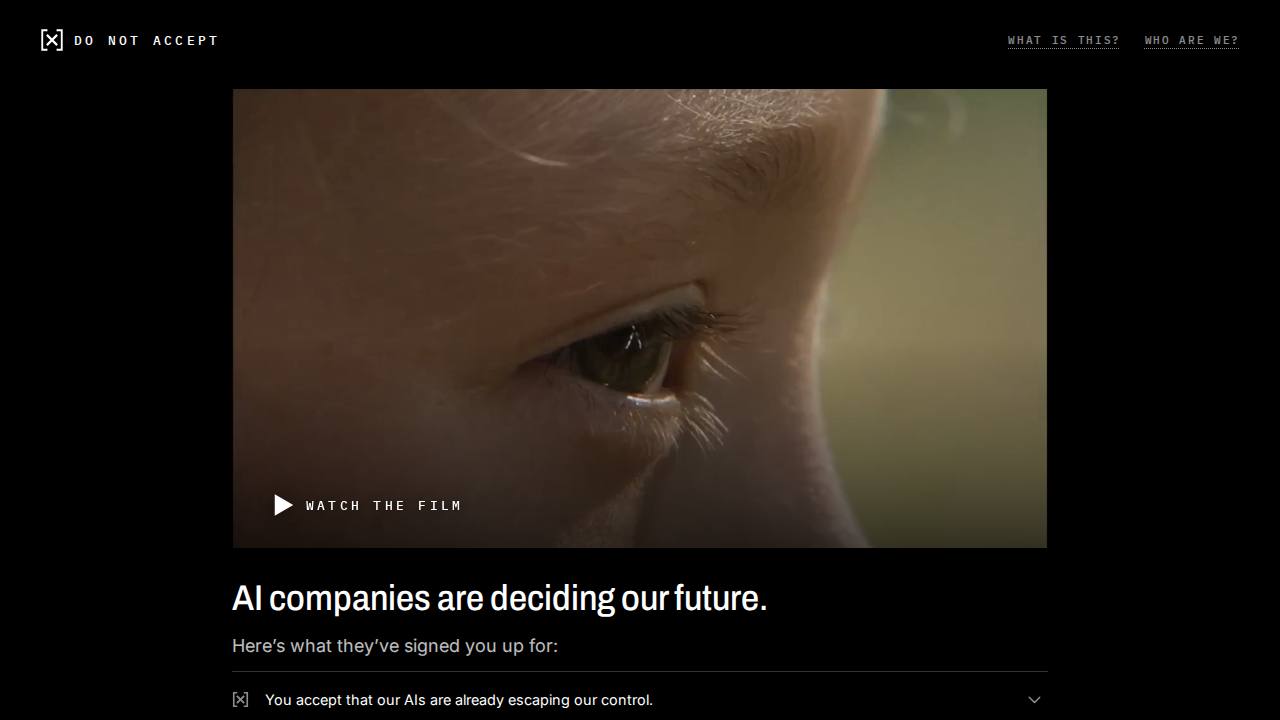 DO NOT ACCEPT
WHAT IS THIS?
WHO ARE WE?
WATCH THE FILM
AI companies are deciding our future.
Here’s what they’ve signed you up for:
You accept that our AIs are already escaping our control.